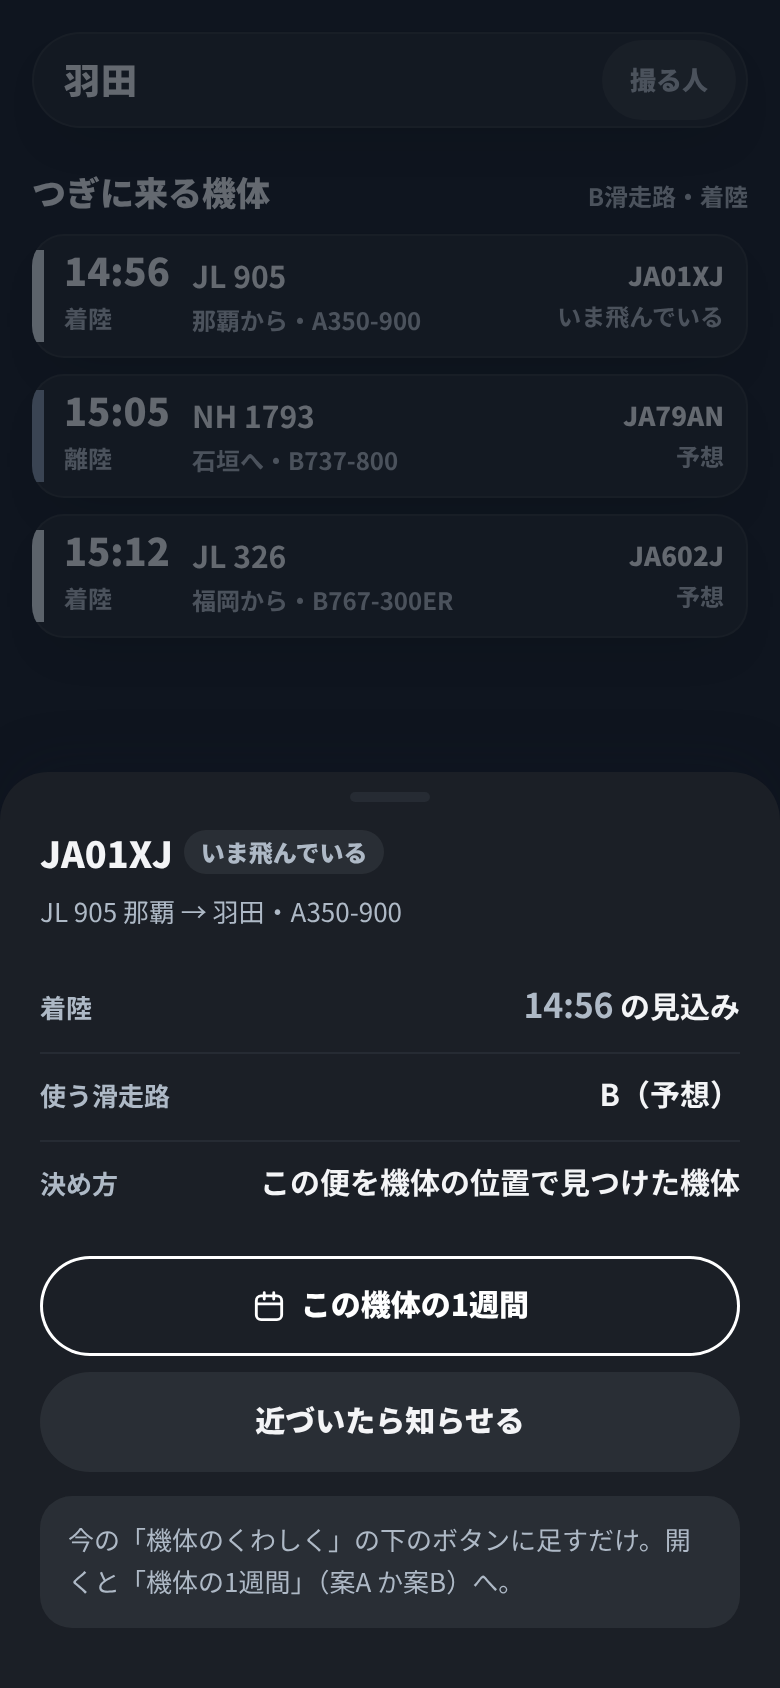 羽田
撮る人
つぎに来る機体
B滑走路・着陸
14:56 JL 905 JA01XJ
着陸 那覇から・A350-900 いま飛んでいる
15:05 NH 1793 JA79AN
離陸 石垣へ・B737-800 予想
15:12 JL 326 JA602J
着陸 福岡から・B767-300ER 予想
JA01XJ いま飛んでいる
JL 905 那覇 → 羽田・A350-900
着陸 14:56 の見込み
使う滑走路 B（予想）
決め方 この便を機体の位置で見つけた機体
この機体の1週間
近づいたら知らせる
今の「機体のくわしく」の下のボタンに足すだけ。開
くと「機体の1週間」（案A か案B）へ。